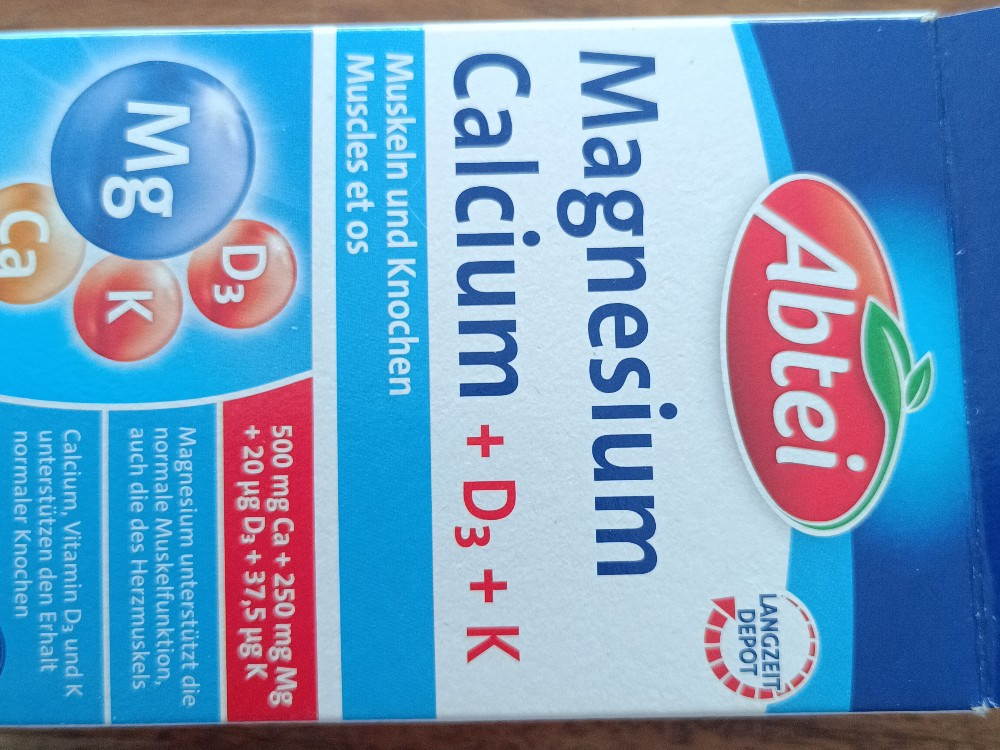 Abtei
LANGZEIT
DEPOT
Magnesium
Calcium + D₃ + K
Muskeln und Knochen
Muscles et os
Mg
D₃
K
Ca
500 mg Ca + 250 mg Mg
+ 20 µg D₃ + 37,5 µg K
Magnesium unterstützt die
normale Muskelfunktion,
auch die des Herzmuskels
Calcium, Vitamin D₃ und K
unterstützen den Erhalt
normaler Knochen